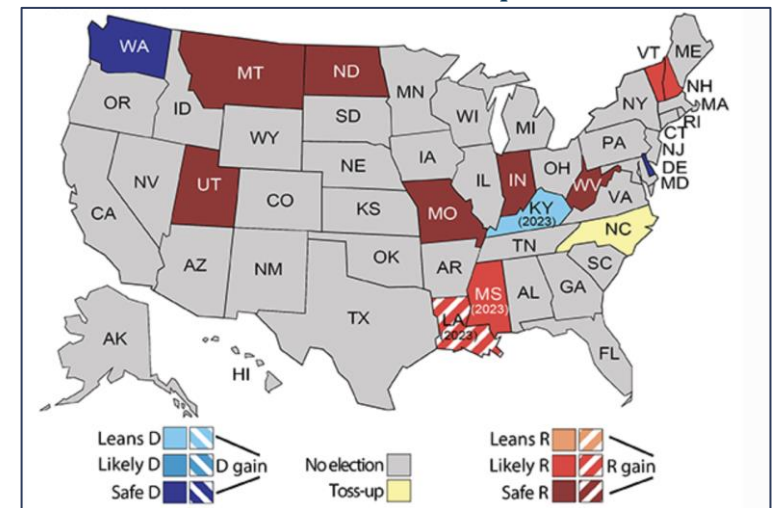 WA
MT
ND
MN
VT
ME
OR
ID
SD
WI
NY
NH
MA
WY
MI
RI
CT
NE
IA
PA
NJ
NV
UT
IL
IN
OH
DE
MD
CO
WV
CA
KS
MO
KY
(2023)
VA
OK
TN
NC
AZ
NM
AR
SC
MS
(2023)
AL
GA
TX
LA
(2023)
AK
FL
HI
Leans D
Likely D
D gain
Safe D
No election
Toss-up
Leans R
Likely R
R gain
Safe R